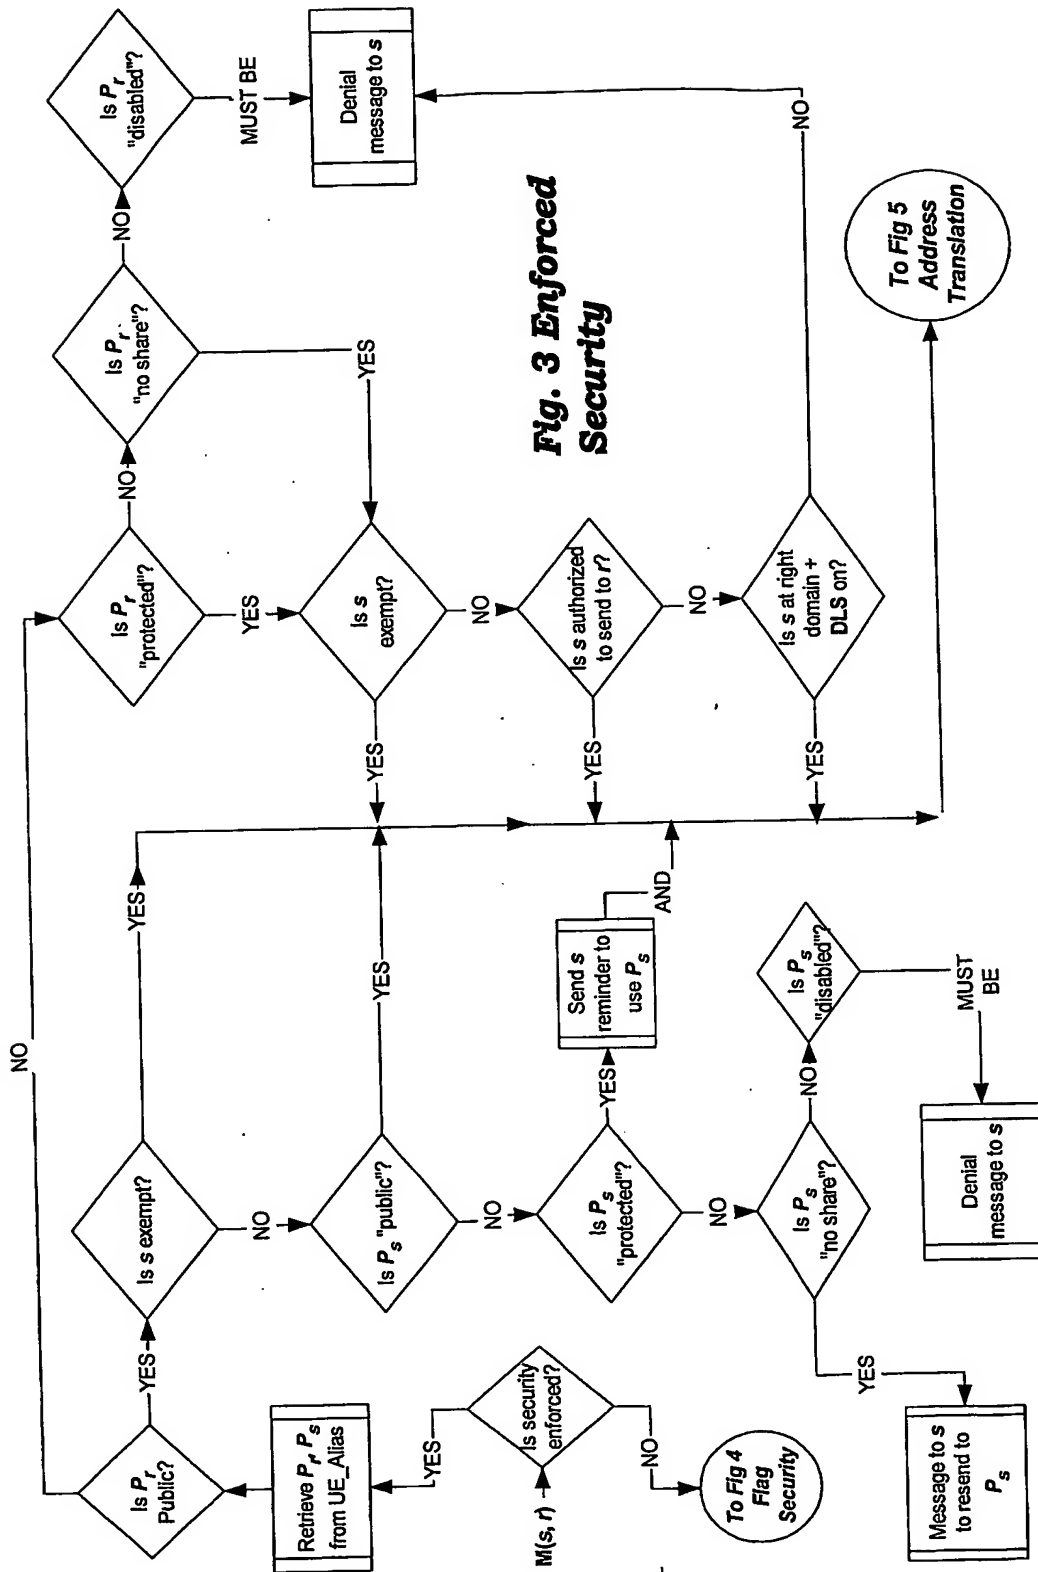 M(s, r)
Is security
enforced?
NO
To Fig 4
Flag
Security
YES
Retrieve Pr, Ps
from UE_Alias
Is Pr
Public?
NO
YES
Is s exempt?
YES
NO
Is Ps "public"?
YES
NO
Is Ps
"protected"?
YES
Send s
reminder to
use Ps
AND
NO
Is Ps
"no share"?
YES
Message to s
to resend to
Ps
NO
Is Ps
"disabled"?
MUST
BE
Denial
message to s
Is Pr
"protected"?
NO
Is Pr
"no share"?
NO
Is Pr
"disabled"?
MUST BE
Denial
message to s
YES
YES
Is s
exempt?
YES
NO
Is s authorized
to send to r?
YES
NO
Is s at right
domain +
DLS on?
YES
NO
To Fig 5
Address
Translation
Fig. 3 Enforced
Security